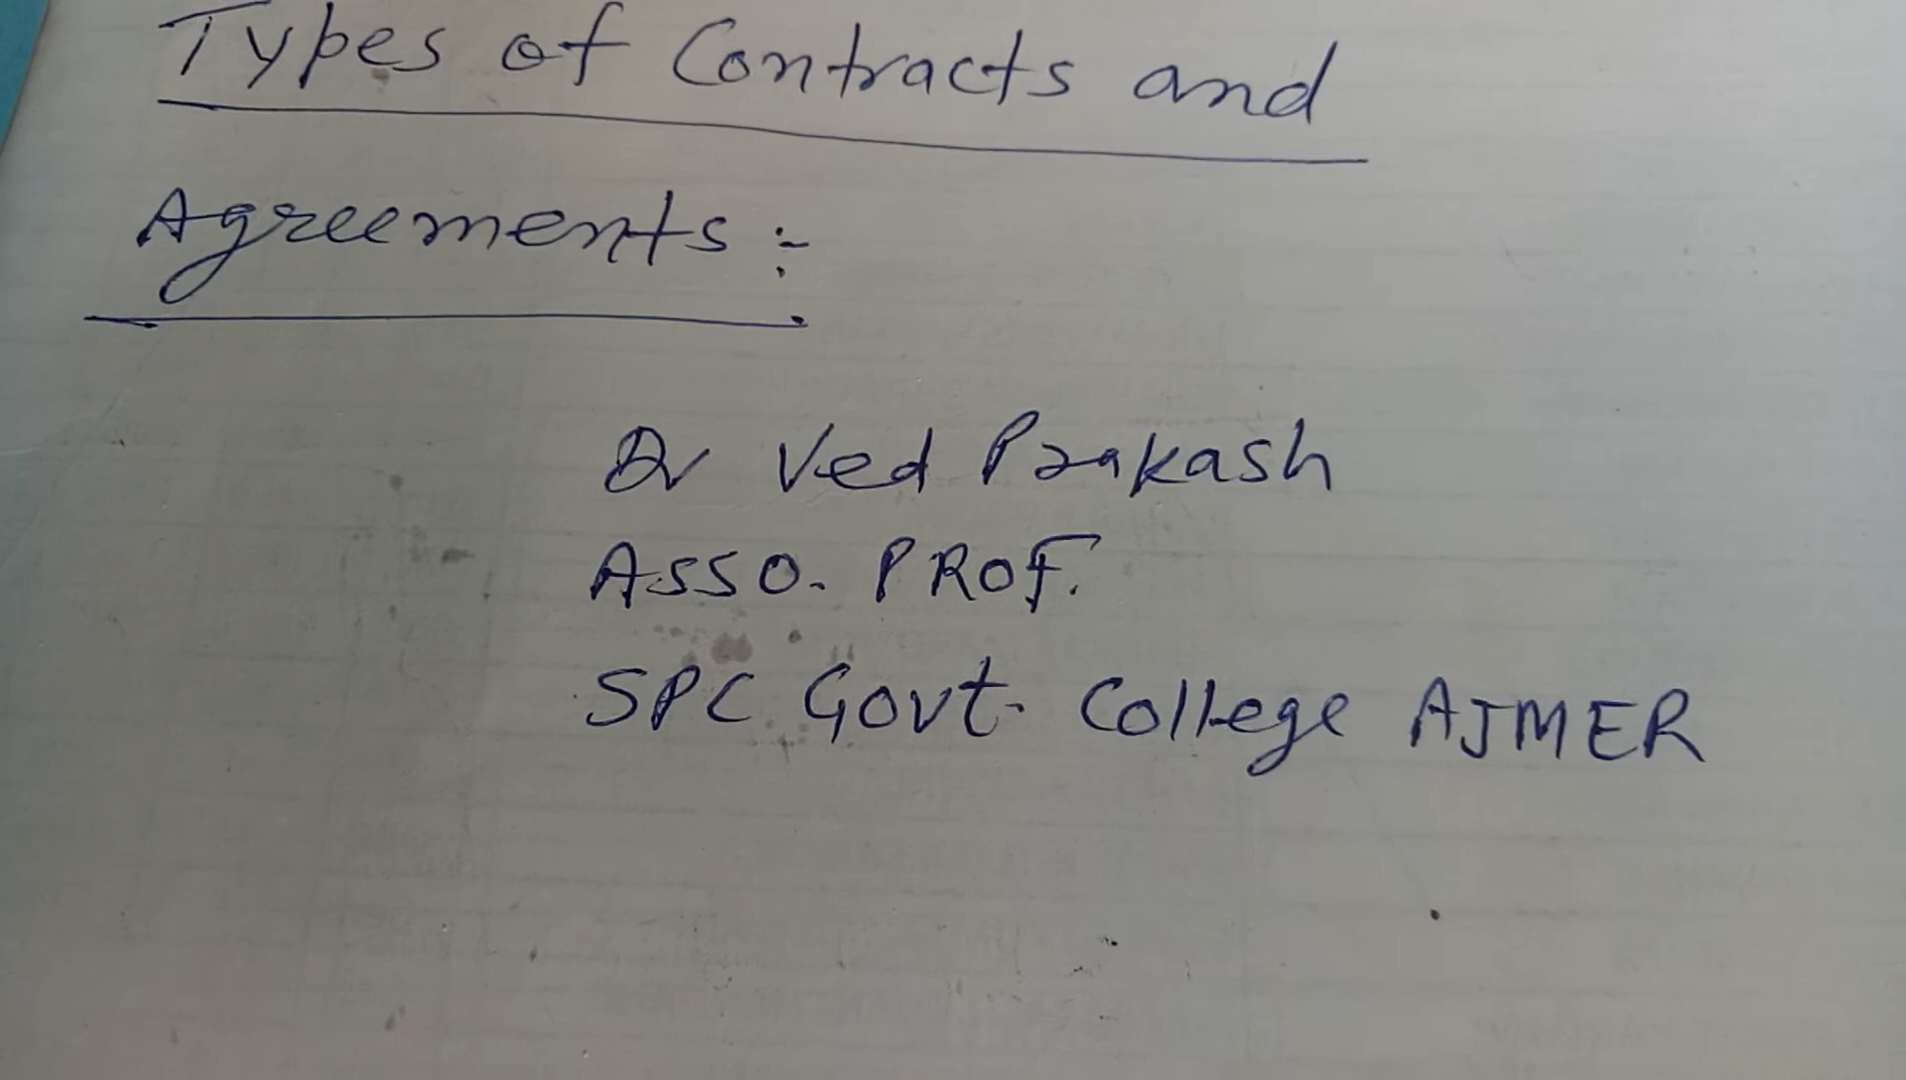 Types of Contracts and
Agreements :-
Dr Ved Prakash
Asso. PROF.
SPC Govt. College AJMER